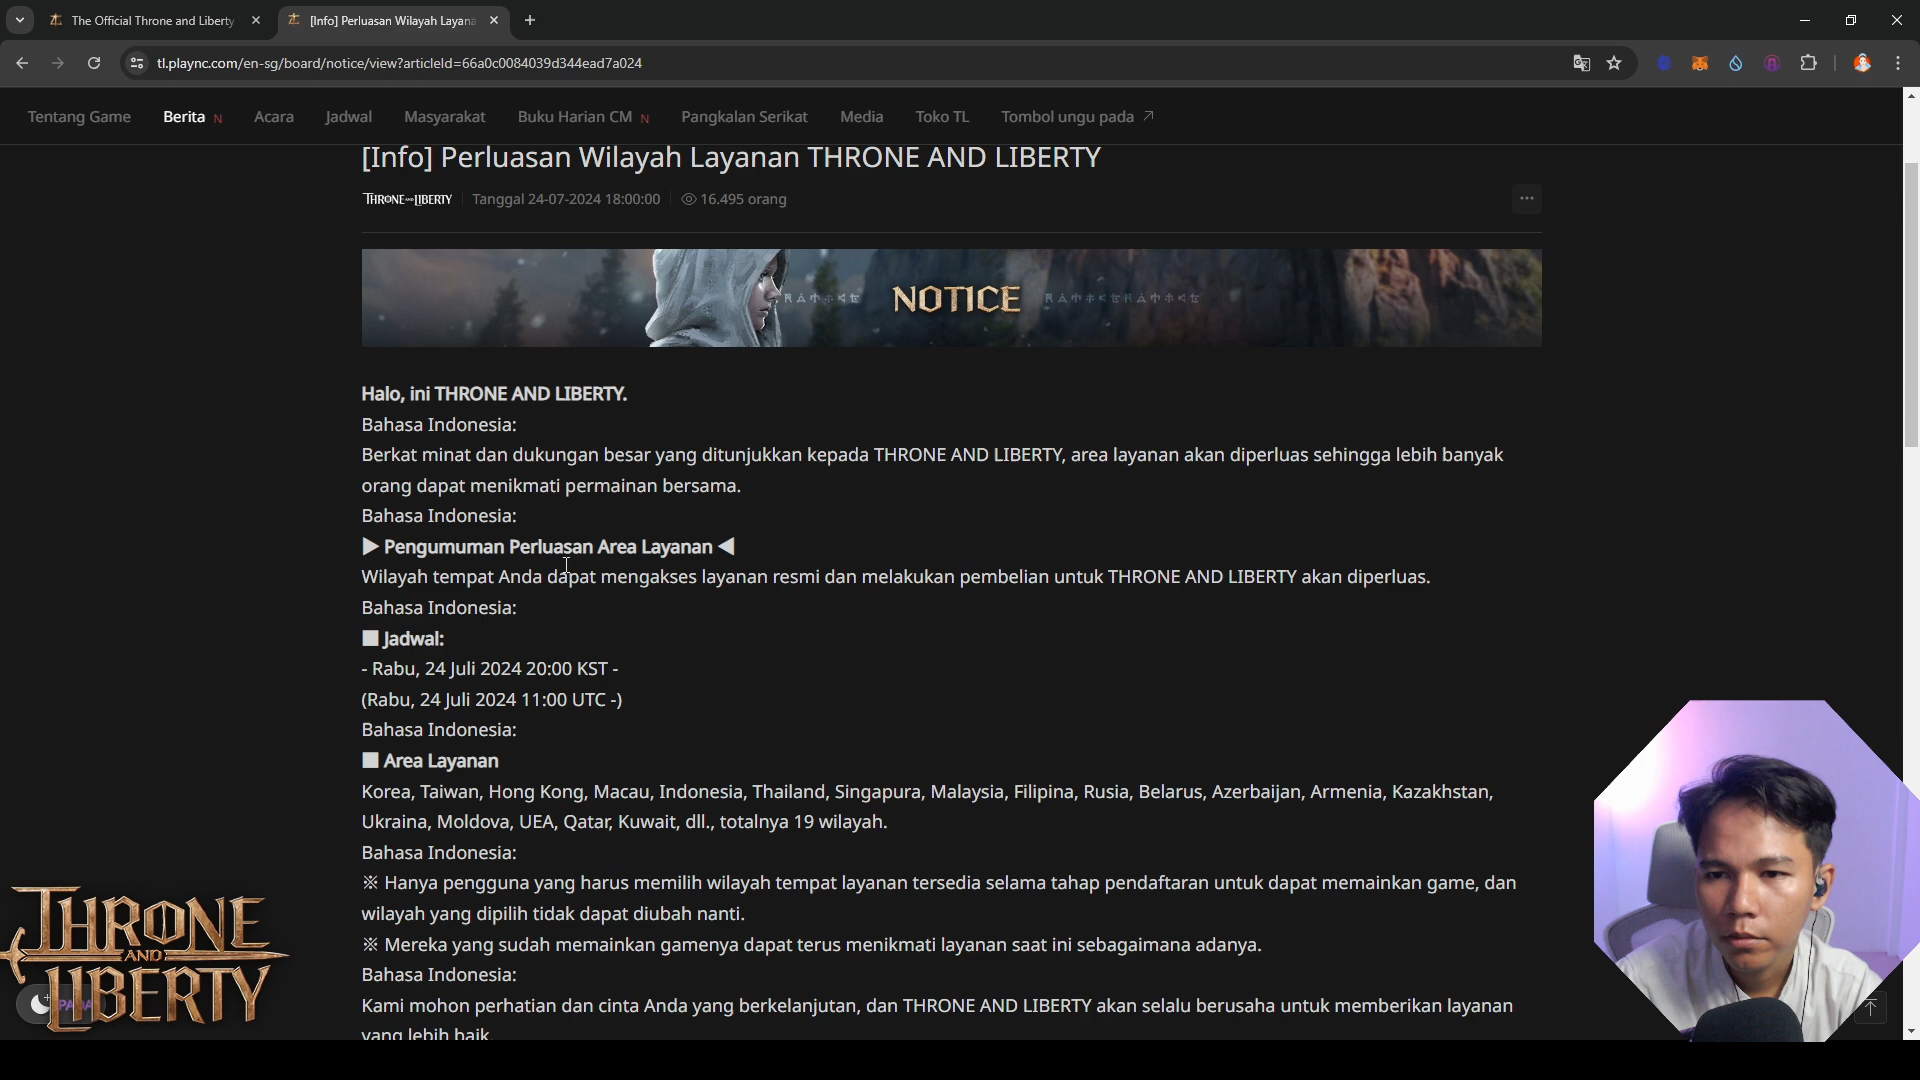 The Official Throne and Liberty
[Info] Perluasan Wilayah Layana
tl.plaync.com/en-sg/board/notice/view?articleId=66a0c0084039d344ead7a024
Tentang Game Berita N Acara Jadwal Masyarakat Buku Harian CM N Pangkalan Serikat Media Toko TL Tombol ungu pada
[Info] Perluasan Wilayah Layanan THRONE AND LIBERTY
THRONE AND LIBERTY Tanggal 24-07-2024 18:00:00 16.495 orang
NOTICE
Halo, ini THRONE AND LIBERTY.
Bahasa Indonesia:
Berkat minat dan dukungan besar yang ditunjukkan kepada THRONE AND LIBERTY, area layanan akan diperluas sehingga lebih banyak
orang dapat menikmati permainan bersama.
Bahasa Indonesia:
▶ Pengumuman Perluasan Area Layanan ◀
Wilayah tempat Anda dapat mengakses layanan resmi dan melakukan pembelian untuk THRONE AND LIBERTY akan diperluas.
Bahasa Indonesia:
■ Jadwal:
- Rabu, 24 Juli 2024 20:00 KST -
(Rabu, 24 Juli 2024 11:00 UTC -)
Bahasa Indonesia:
■ Area Layanan
Korea, Taiwan, Hong Kong, Macau, Indonesia, Thailand, Singapura, Malaysia, Filipina, Rusia, Belarus, Azerbaijan, Armenia, Kazakhstan,
Ukraina, Moldova, UEA, Qatar, Kuwait, dll., totalnya 19 wilayah.
Bahasa Indonesia:
※ Hanya pengguna yang harus memilih wilayah tempat layanan tersedia selama tahap pendaftaran untuk dapat memainkan game, dan
wilayah yang dipilih tidak dapat diubah nanti.
※ Mereka yang sudah memainkan gamenya dapat terus menikmati layanan saat ini sebagaimana adanya.
Bahasa Indonesia:
Kami mohon perhatian dan cinta Anda yang berkelanjutan, dan THRONE AND LIBERTY akan selalu berusaha untuk memberikan layanan
yang lebih baik.
THRONE
AND
LIBERTY